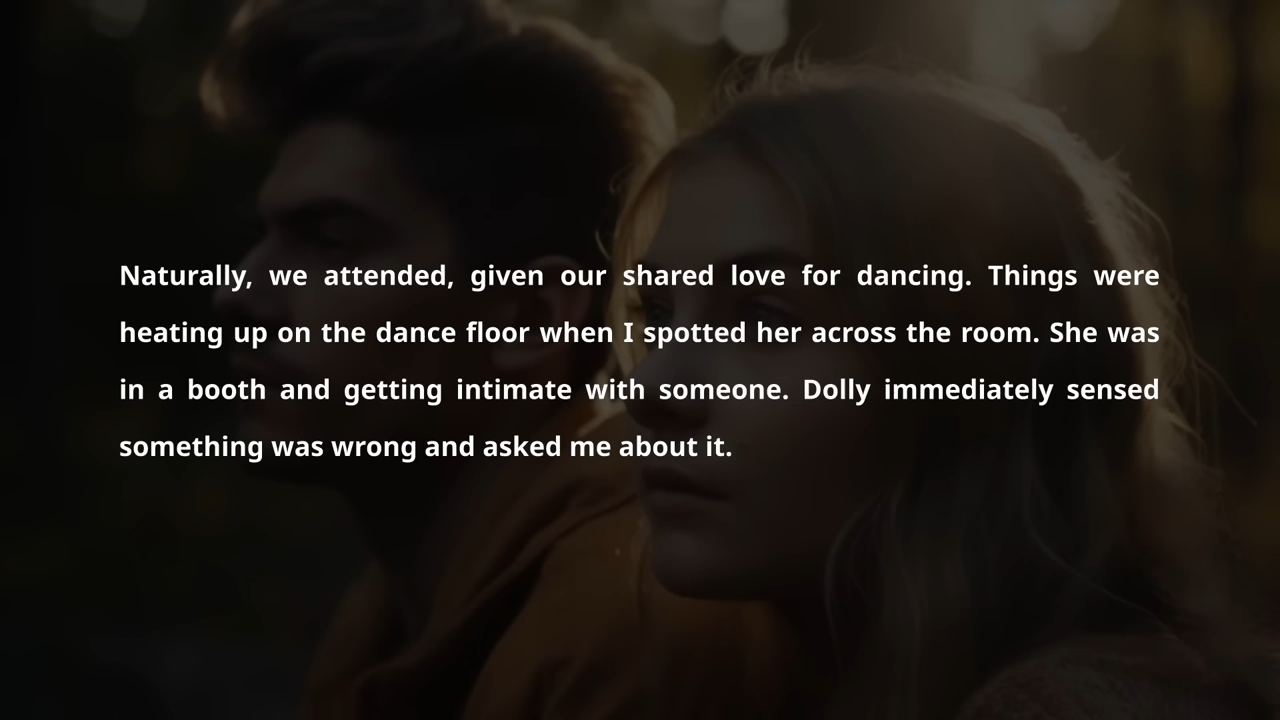 Naturally, we attended, given our shared love for dancing. Things were
heating up on the dance floor when I spotted her across the room. She was
in a booth and getting intimate with someone. Dolly immediately sensed
something was wrong and asked me about it.